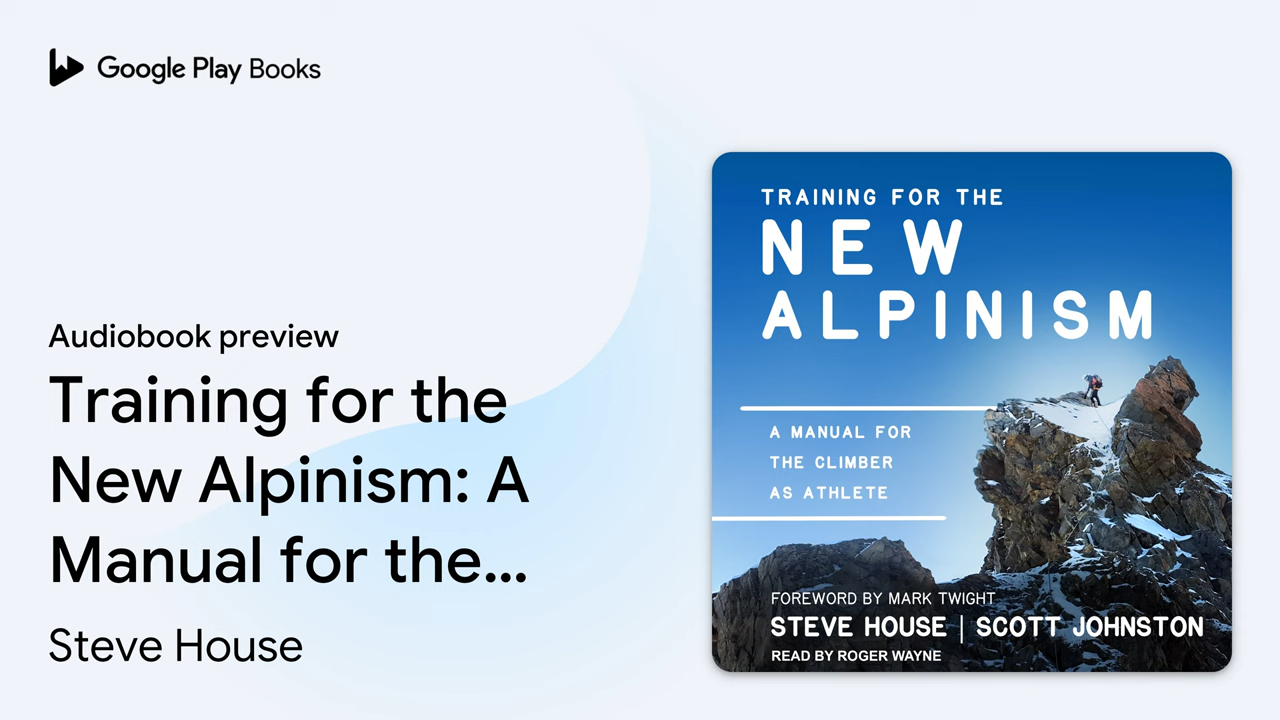 Google Play Books
Audiobook preview
Training for the
New Alpinism: A
Manual for the...
Steve House
TRAINING FOR THE
NEW
ALPINISM
A MANUAL FOR
THE CLIMBER
AS ATHLETE
FOREWORD BY MARK TWIGHT
STEVE HOUSE | SCOTT JOHNSTON
READ BY ROGER WAYNE